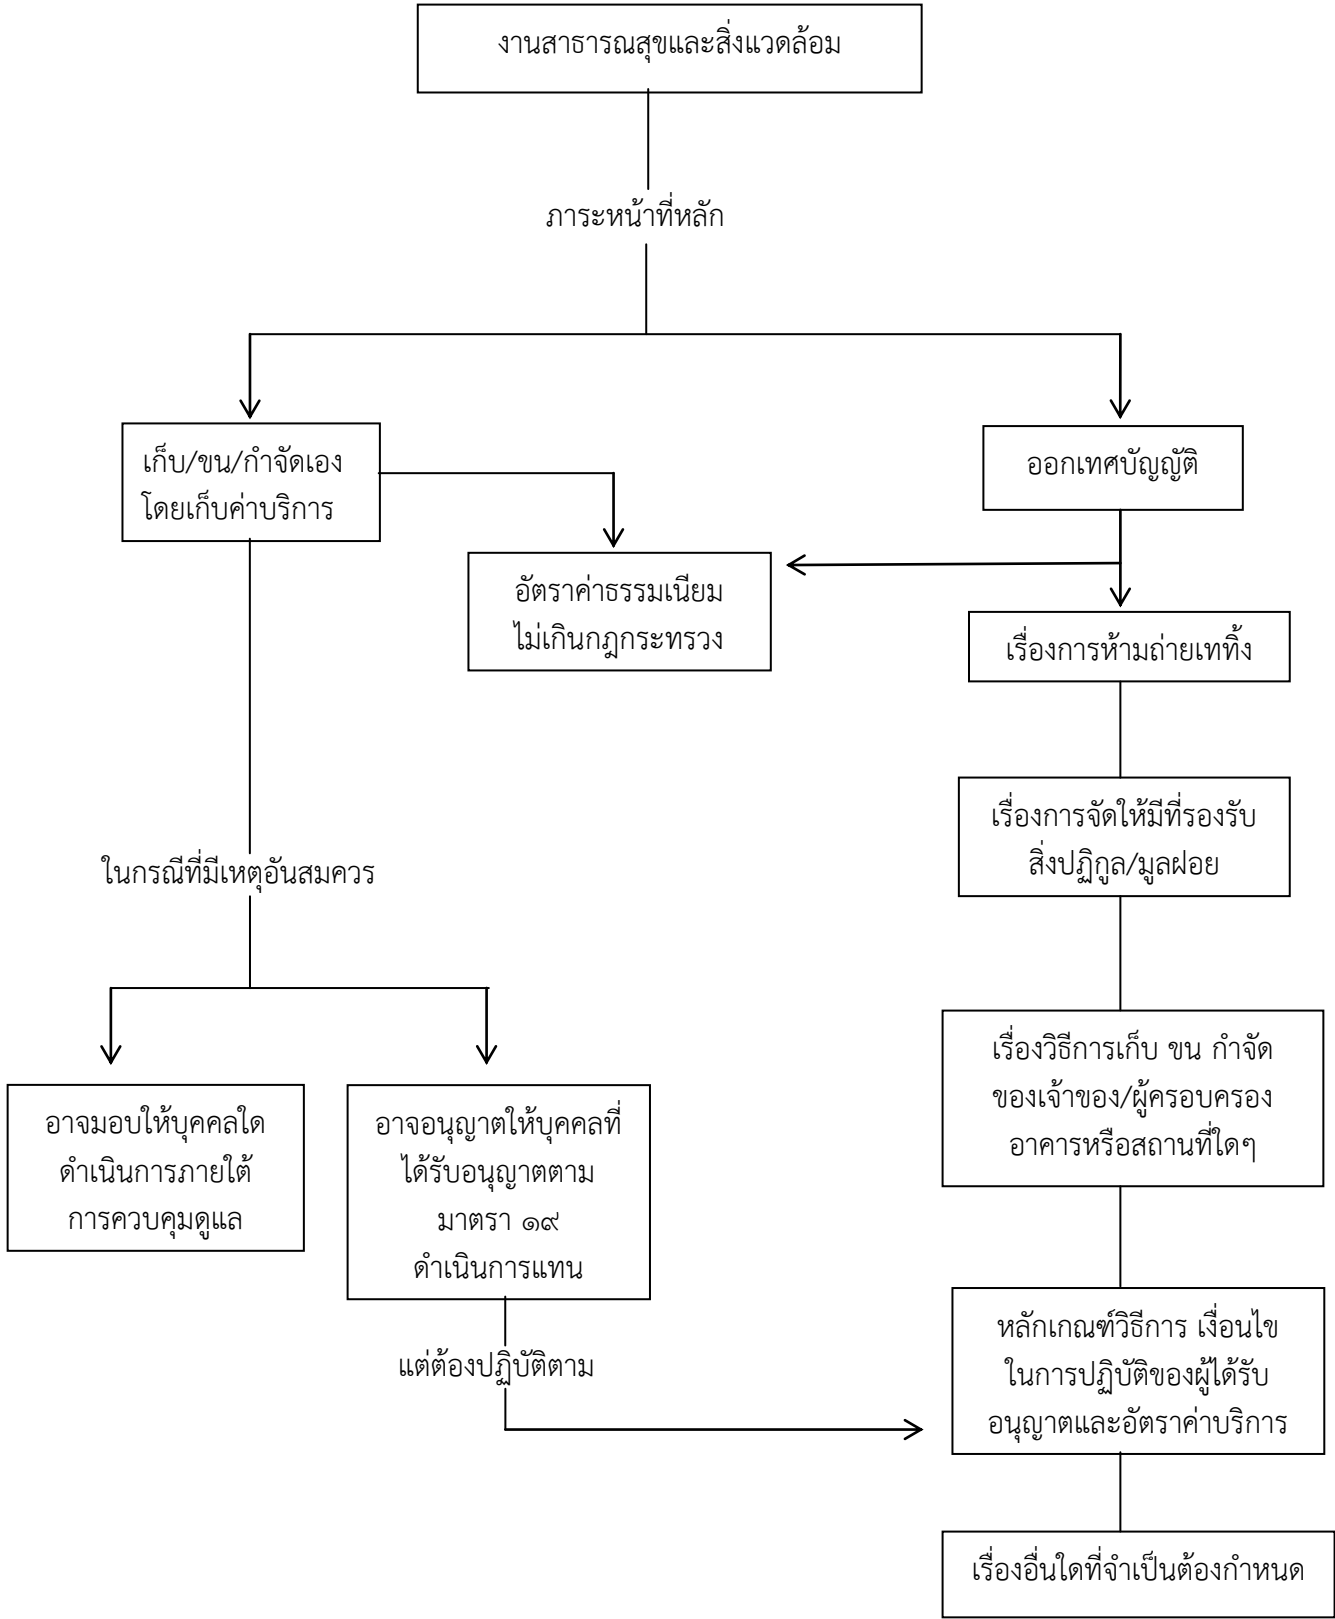 งานสาธารณสุขและสิ่งแวดล้อม
ภาระหน้าที่หลัก
เก็บ/ขน/กำจัดเอง
โดยเก็บค่าบริการ
ออกเทศบัญญัติ
อัตราค่าธรรมเนียม
ไม่เกินกฎกระทรวง
เรื่องการห้ามถ่ายเททิ้ง
เรื่องการจัดให้มีที่รองรับ
สิ่งปฏิกูล/มูลฝอย
ในกรณีที่มีเหตุอันสมควร
เรื่องวิธีการเก็บ ขน กำจัด
ของเจ้าของ/ผู้ครอบครอง
อาคารหรือสถานที่ใดๆ
อาจมอบให้บุคคลใด
ดำเนินการภายใต้
การควบคุมดูแล
อาจอนุญาตให้บุคคลที่
ได้รับอนุญาตตาม
มาตรา ๑๙
ดำเนินการแทน
แต่ต้องปฏิบัติตาม
หลักเกณฑ์วิธีการ เงื่อนไข
ในการปฏิบัติของผู้ได้รับ
อนุญาตและอัตราค่าบริการ
เรื่องอื่นใดที่จำเป็นต้องกำหนด